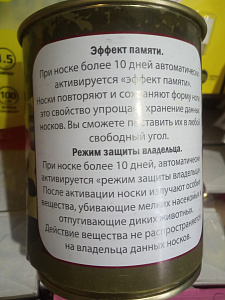 Эффект памяти.
При носке более 10 дней автоматически
активируется «эффект памяти».
Носки повторяют и сохраняют форму ноги
это свойство упрощает хранение данных
носков. Вы сможете поставить их в любой
свободный угол.
Режим защиты владельца.
При носке более 10 дней, автоматически
активируется «режим защиты владельца
После активации носки излучают особые
вещества, убивающие мелких насекомых
отпугивающие диких животных.
Действие вещества не распространяется
на владельца данных носков.
4.5
100